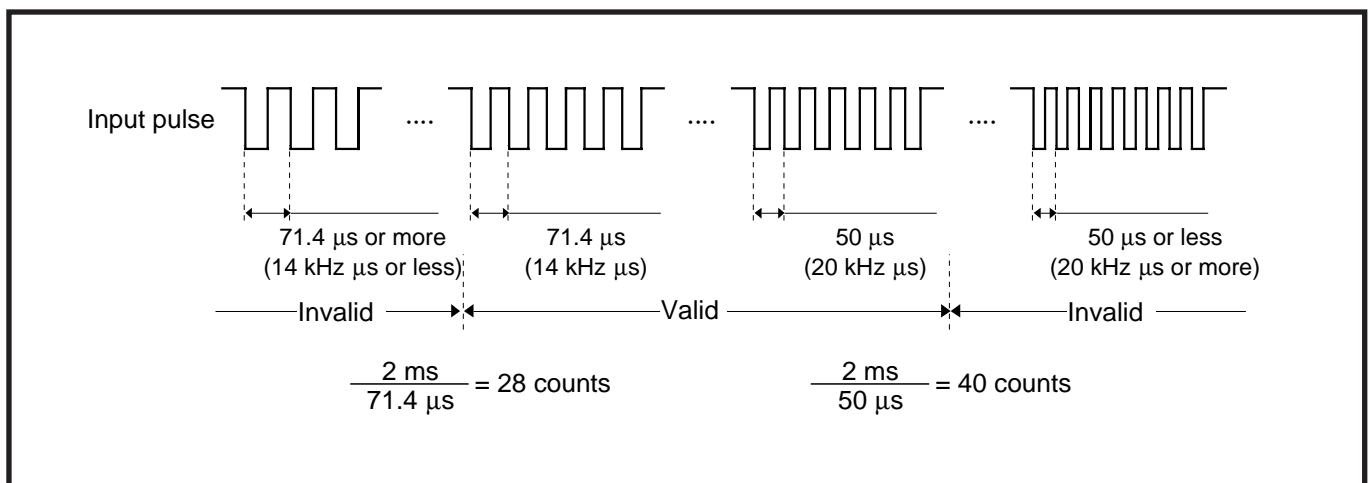 Input pulse
....
....
....
71.4 μs or more
(14 kHz μs or less)
71.4 μs
(14 kHz μs)
50 μs
(20 kHz μs)
50 μs or less
(20 kHz μs or more)
Invalid
Valid
Invalid
2 ms
71.4 μs
= 28 counts
2 ms
50 μs
= 40 counts